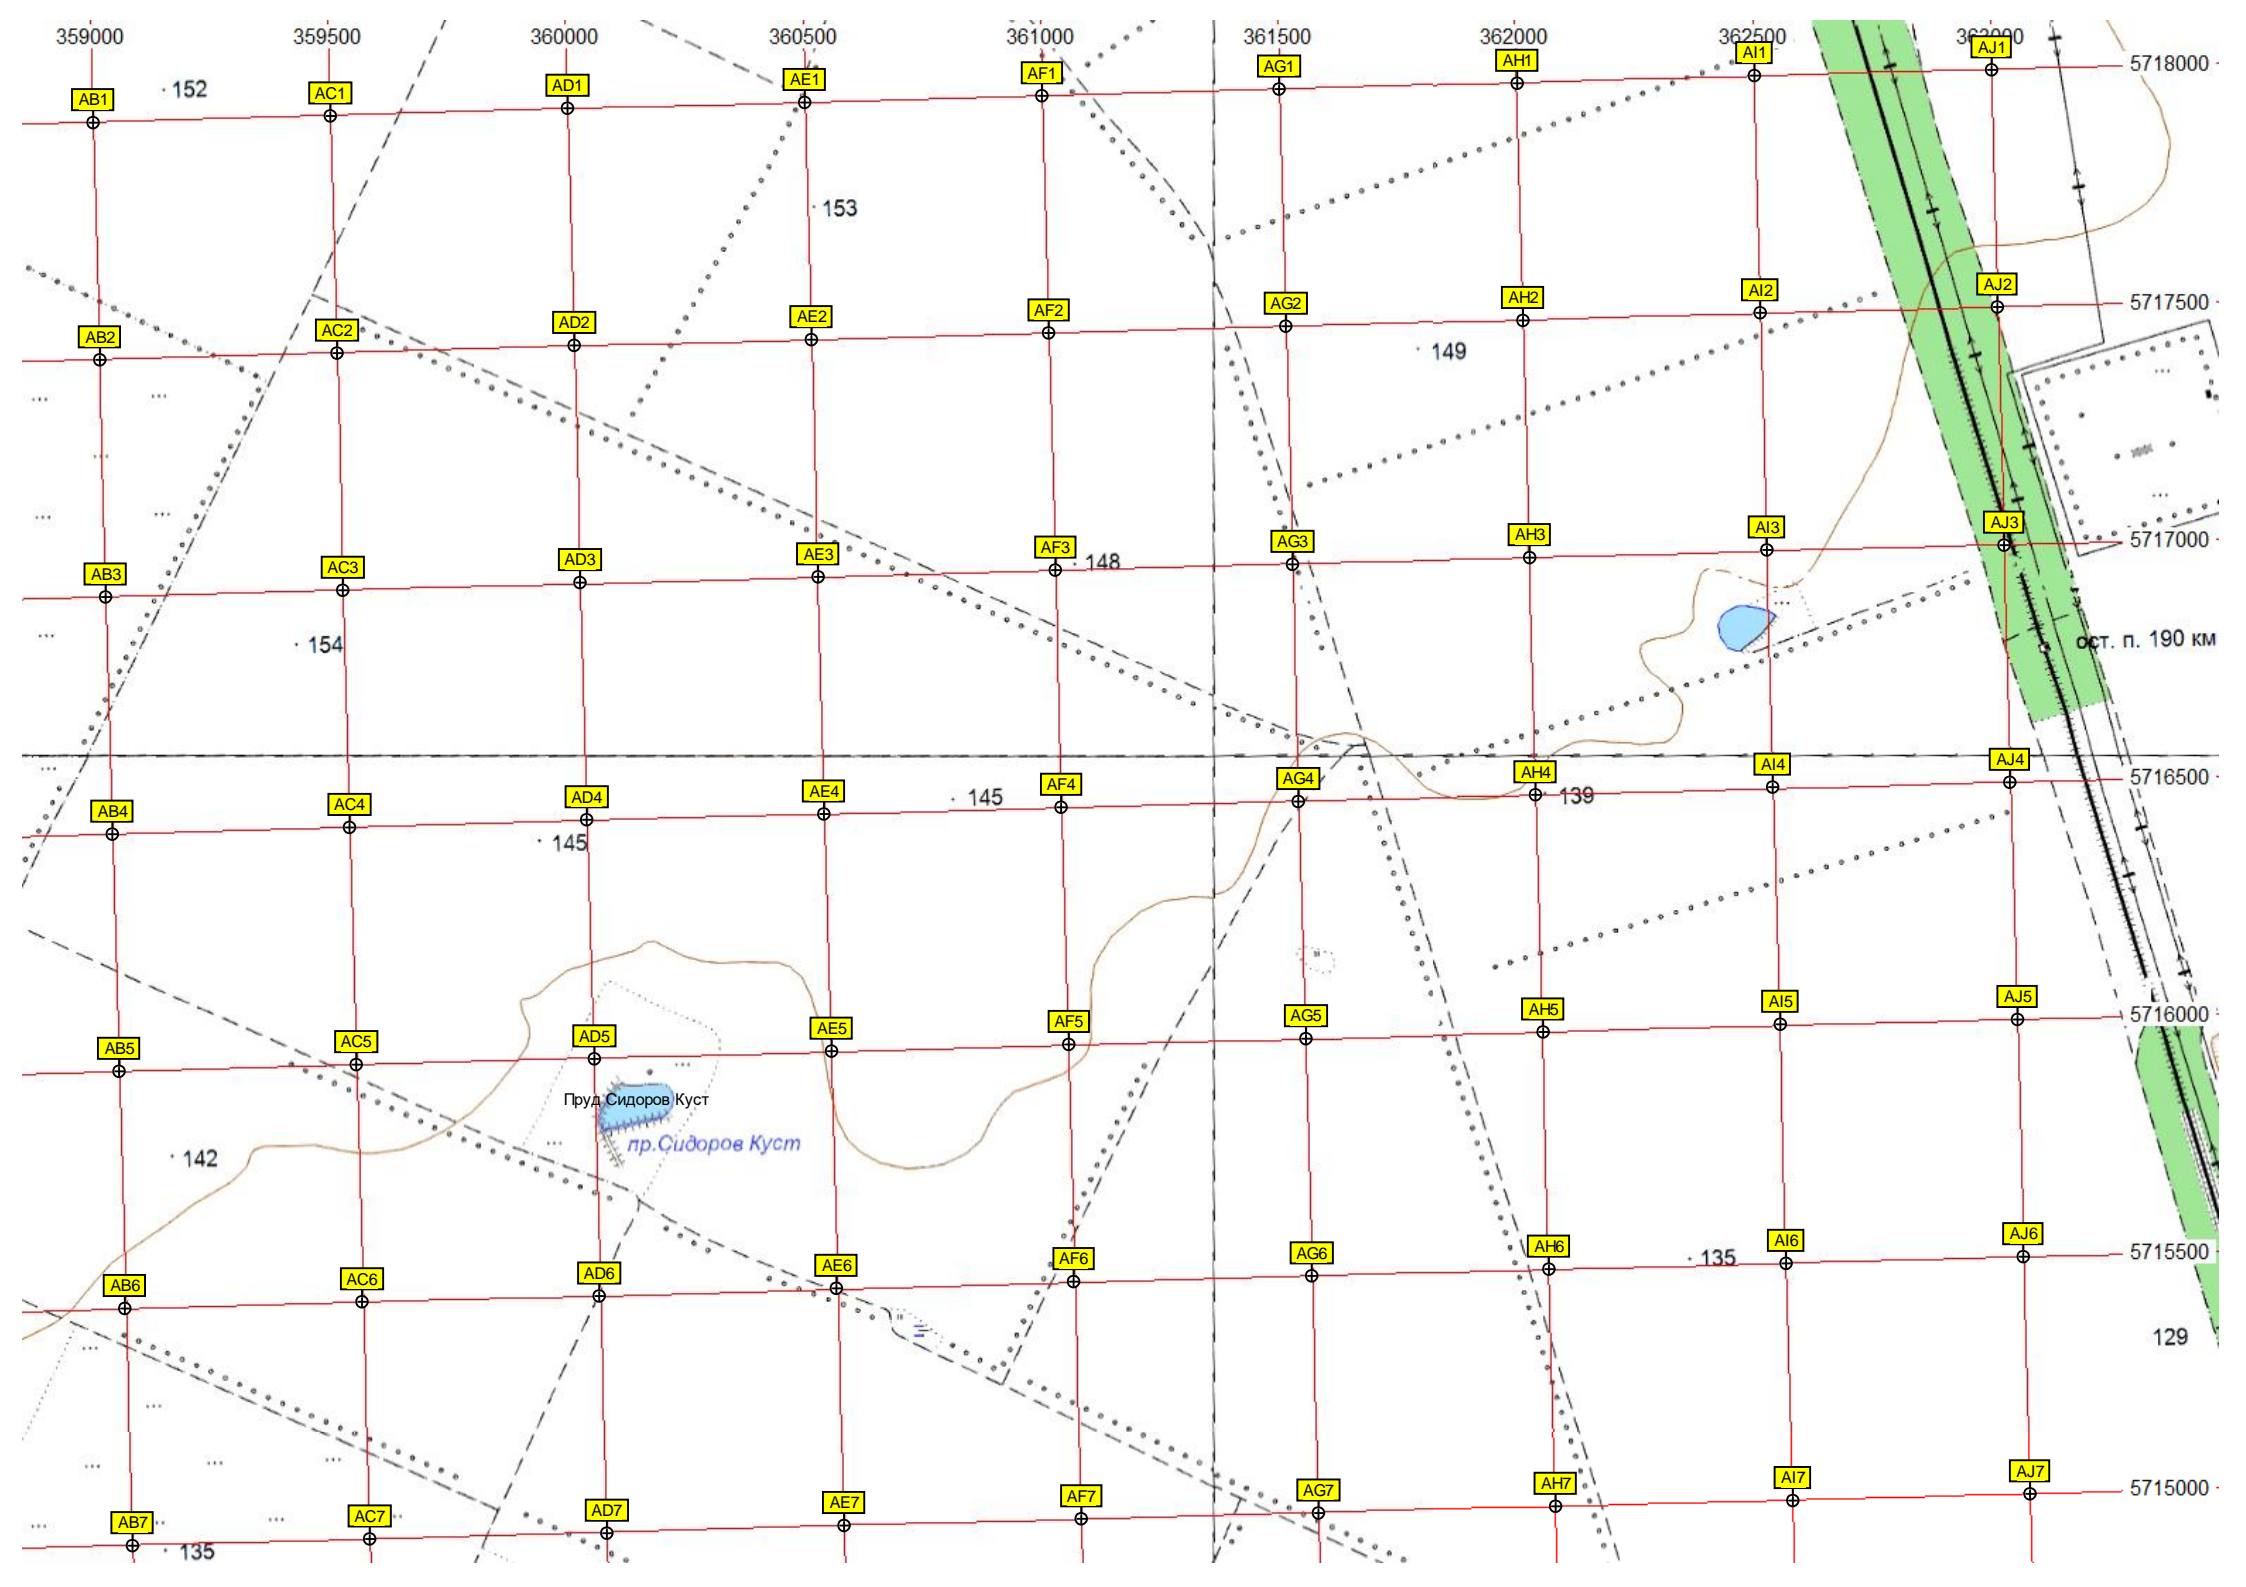 359000 359500 360000 360500 361000 361500 362000 362500 363000
AB1 AC1 AD1 AE1 AF1 AG1 AH1 AI1 AJ1 5718000
152
153
AB2 AC2 AD2 AE2 AF2 AG2 AH2 AI2 AJ2 5717500
149
AB3 AC3 AD3 AE3 AF3 AG3 AH3 AI3 AJ3 5717000
148
154
ост. п. 190 км
AB4 AC4 AD4 AE4 AF4 AG4 AH4 AI4 AJ4 5716500
145 139
145
AB5 AC5 AD5 AE5 AF5 AG5 AH5 AI5 AJ5 5716000
Пруд Сидоров Куст
пр.Сидоров Куст
142
AB6 AC6 AD6 AE6 AF6 AG6 AH6 AI6 AJ6 5715500
135
129
AB7 AC7 AD7 AE7 AF7 AG7 AH7 AI7 AJ7 5715000
135